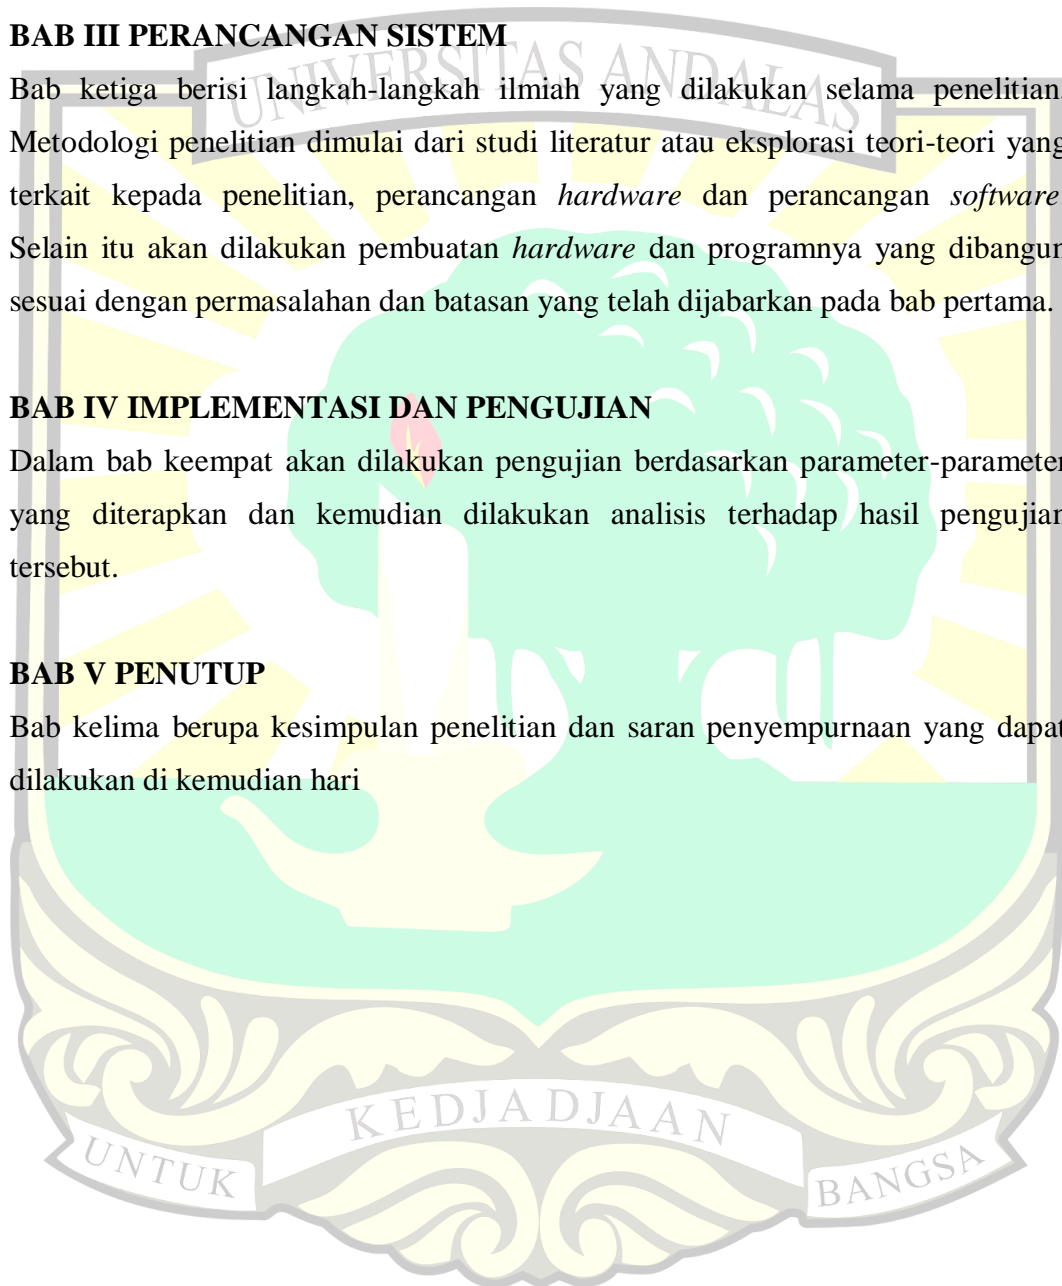 BAB III PERANCANGAN SISTEM
UNIVERSITAS ANDALAS
Bab ketiga berisi langkah-langkah ilmiah yang dilakukan selama penelitian.
Metodologi penelitian dimulai dari studi literatur atau eksplorasi teori-teori yang
terkait kepada penelitian, perancangan hardware dan perancangan software
Selain itu akan dilakukan pembuatan hardware dan programnya yang dibangun
sesuai dengan permasalahan dan batasan yang telah dijabarkan pada bab pertama.
BAB IV IMPLEMENTASI DAN PENGUJIAN
Dalam bab keempat akan dilakukan pengujian berdasarkan parameter-parameter
yang diterapkan dan kemudian dilakukan analisis terhadap hasil pengujian
tersebut.
BAB V PENUTUP
Bab kelima berupa kesimpulan penelitian dan saran penyempurnaan yang dapat
dilakukan di kemudian hari
UNTUK KEDJADJAAN BANGSA